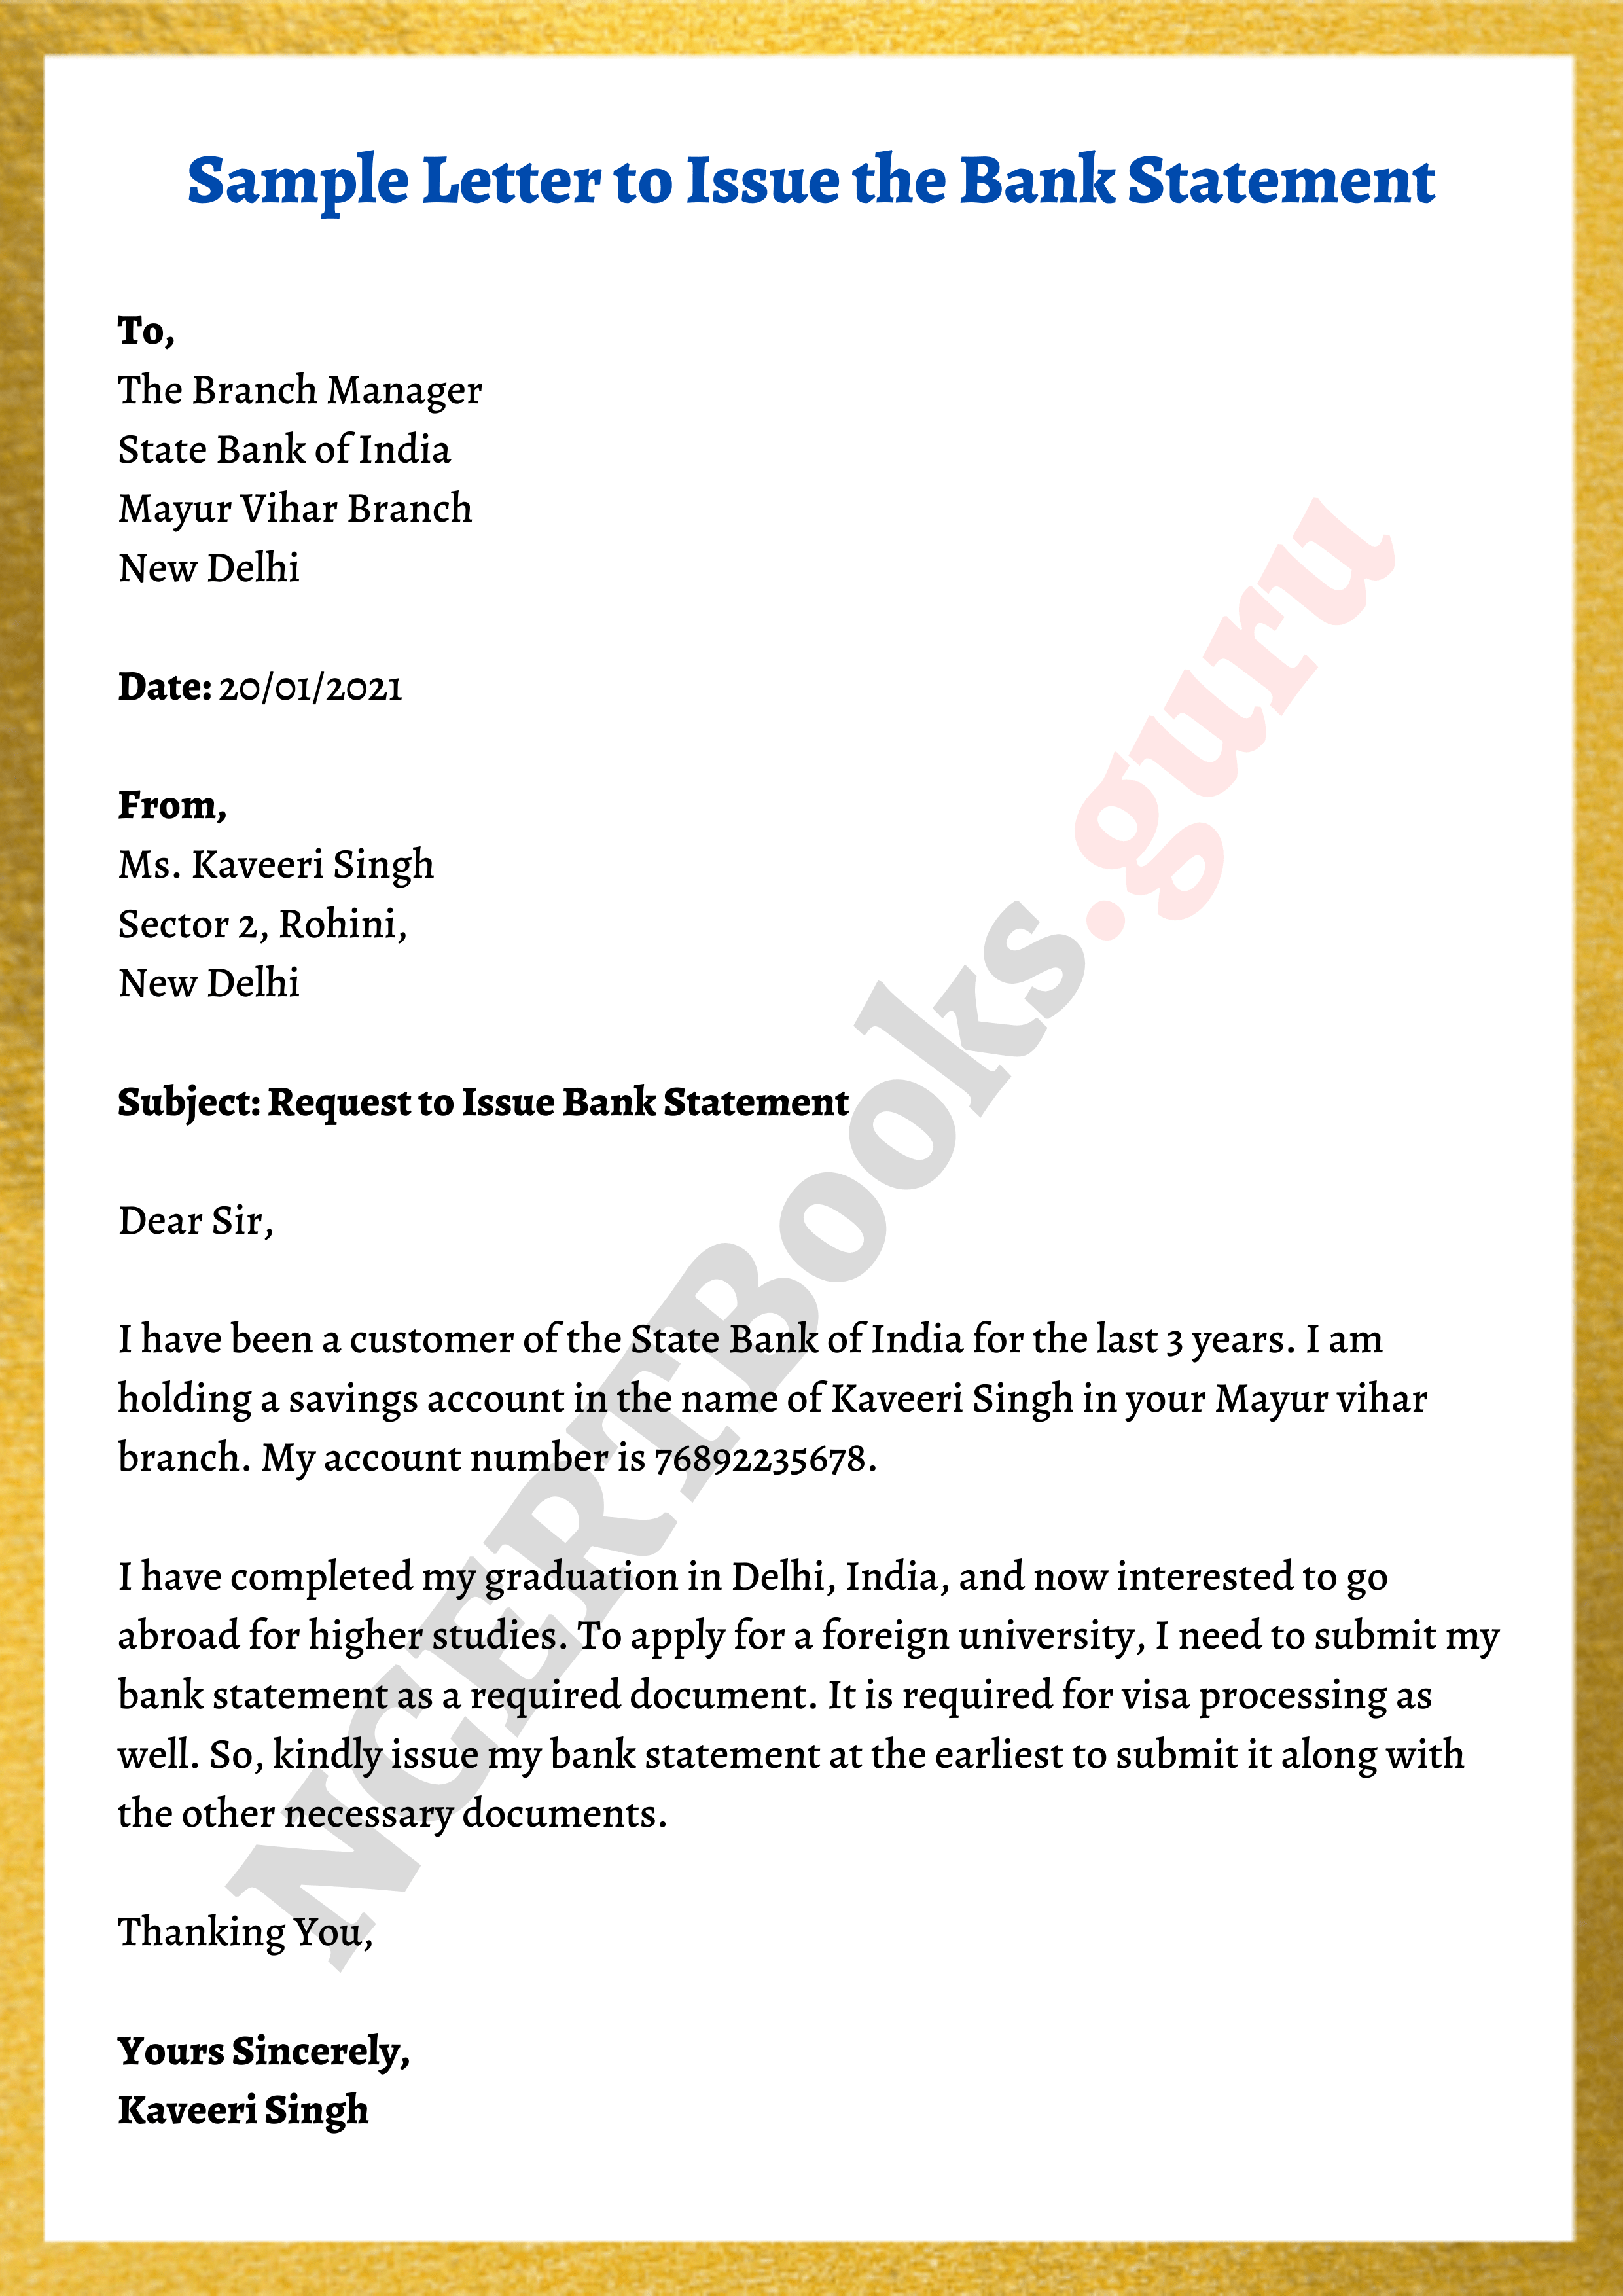 Sample Letter to Issue the Bank Statement
To,
The Branch Manager
State Bank of India
Mayur Vihar Branch
New Delhi
Date: 20/01/2021
From,
Ms. Kaveeri Singh
Sector 2, Rohini,
New Delhi
Subject: Request to Issue Bank Statement
Dear Sir,
I have been a customer of the State Bank of India for the last 3 years. I am
holding a savings account in the name of Kaveeri Singh in your Mayur vihar
branch. My account number is 76892235678.
I have completed my graduation in Delhi, India, and now interested to go
abroad for higher studies. To apply for a foreign university, I need to submit my
bank statement as a required document. It is required for visa processing as
well. So, kindly issue my bank statement at the earliest to submit it along with
the other necessary documents.
Thanking You,
Yours Sincerely,
Kaveeri Singh
NCERTBooks.guru